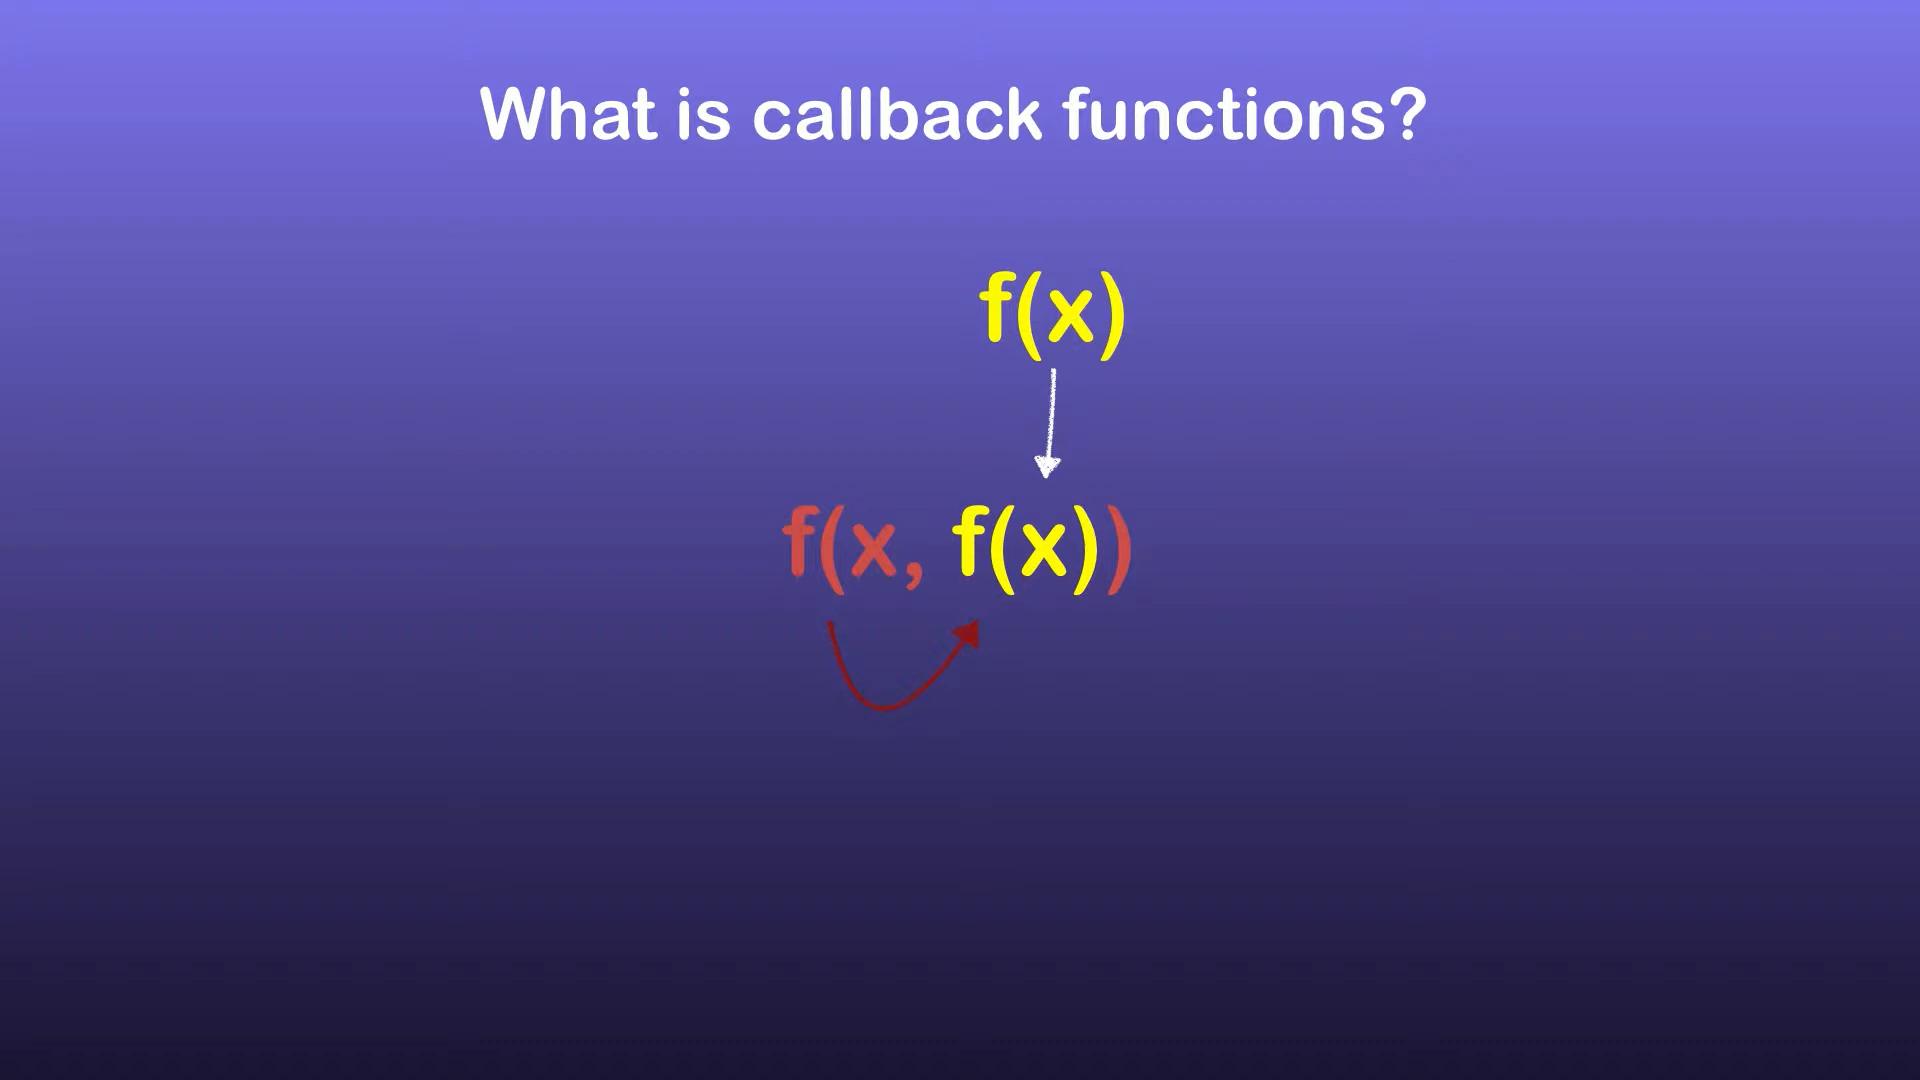 What is callback functions?
f(x)
f(x, f(x))